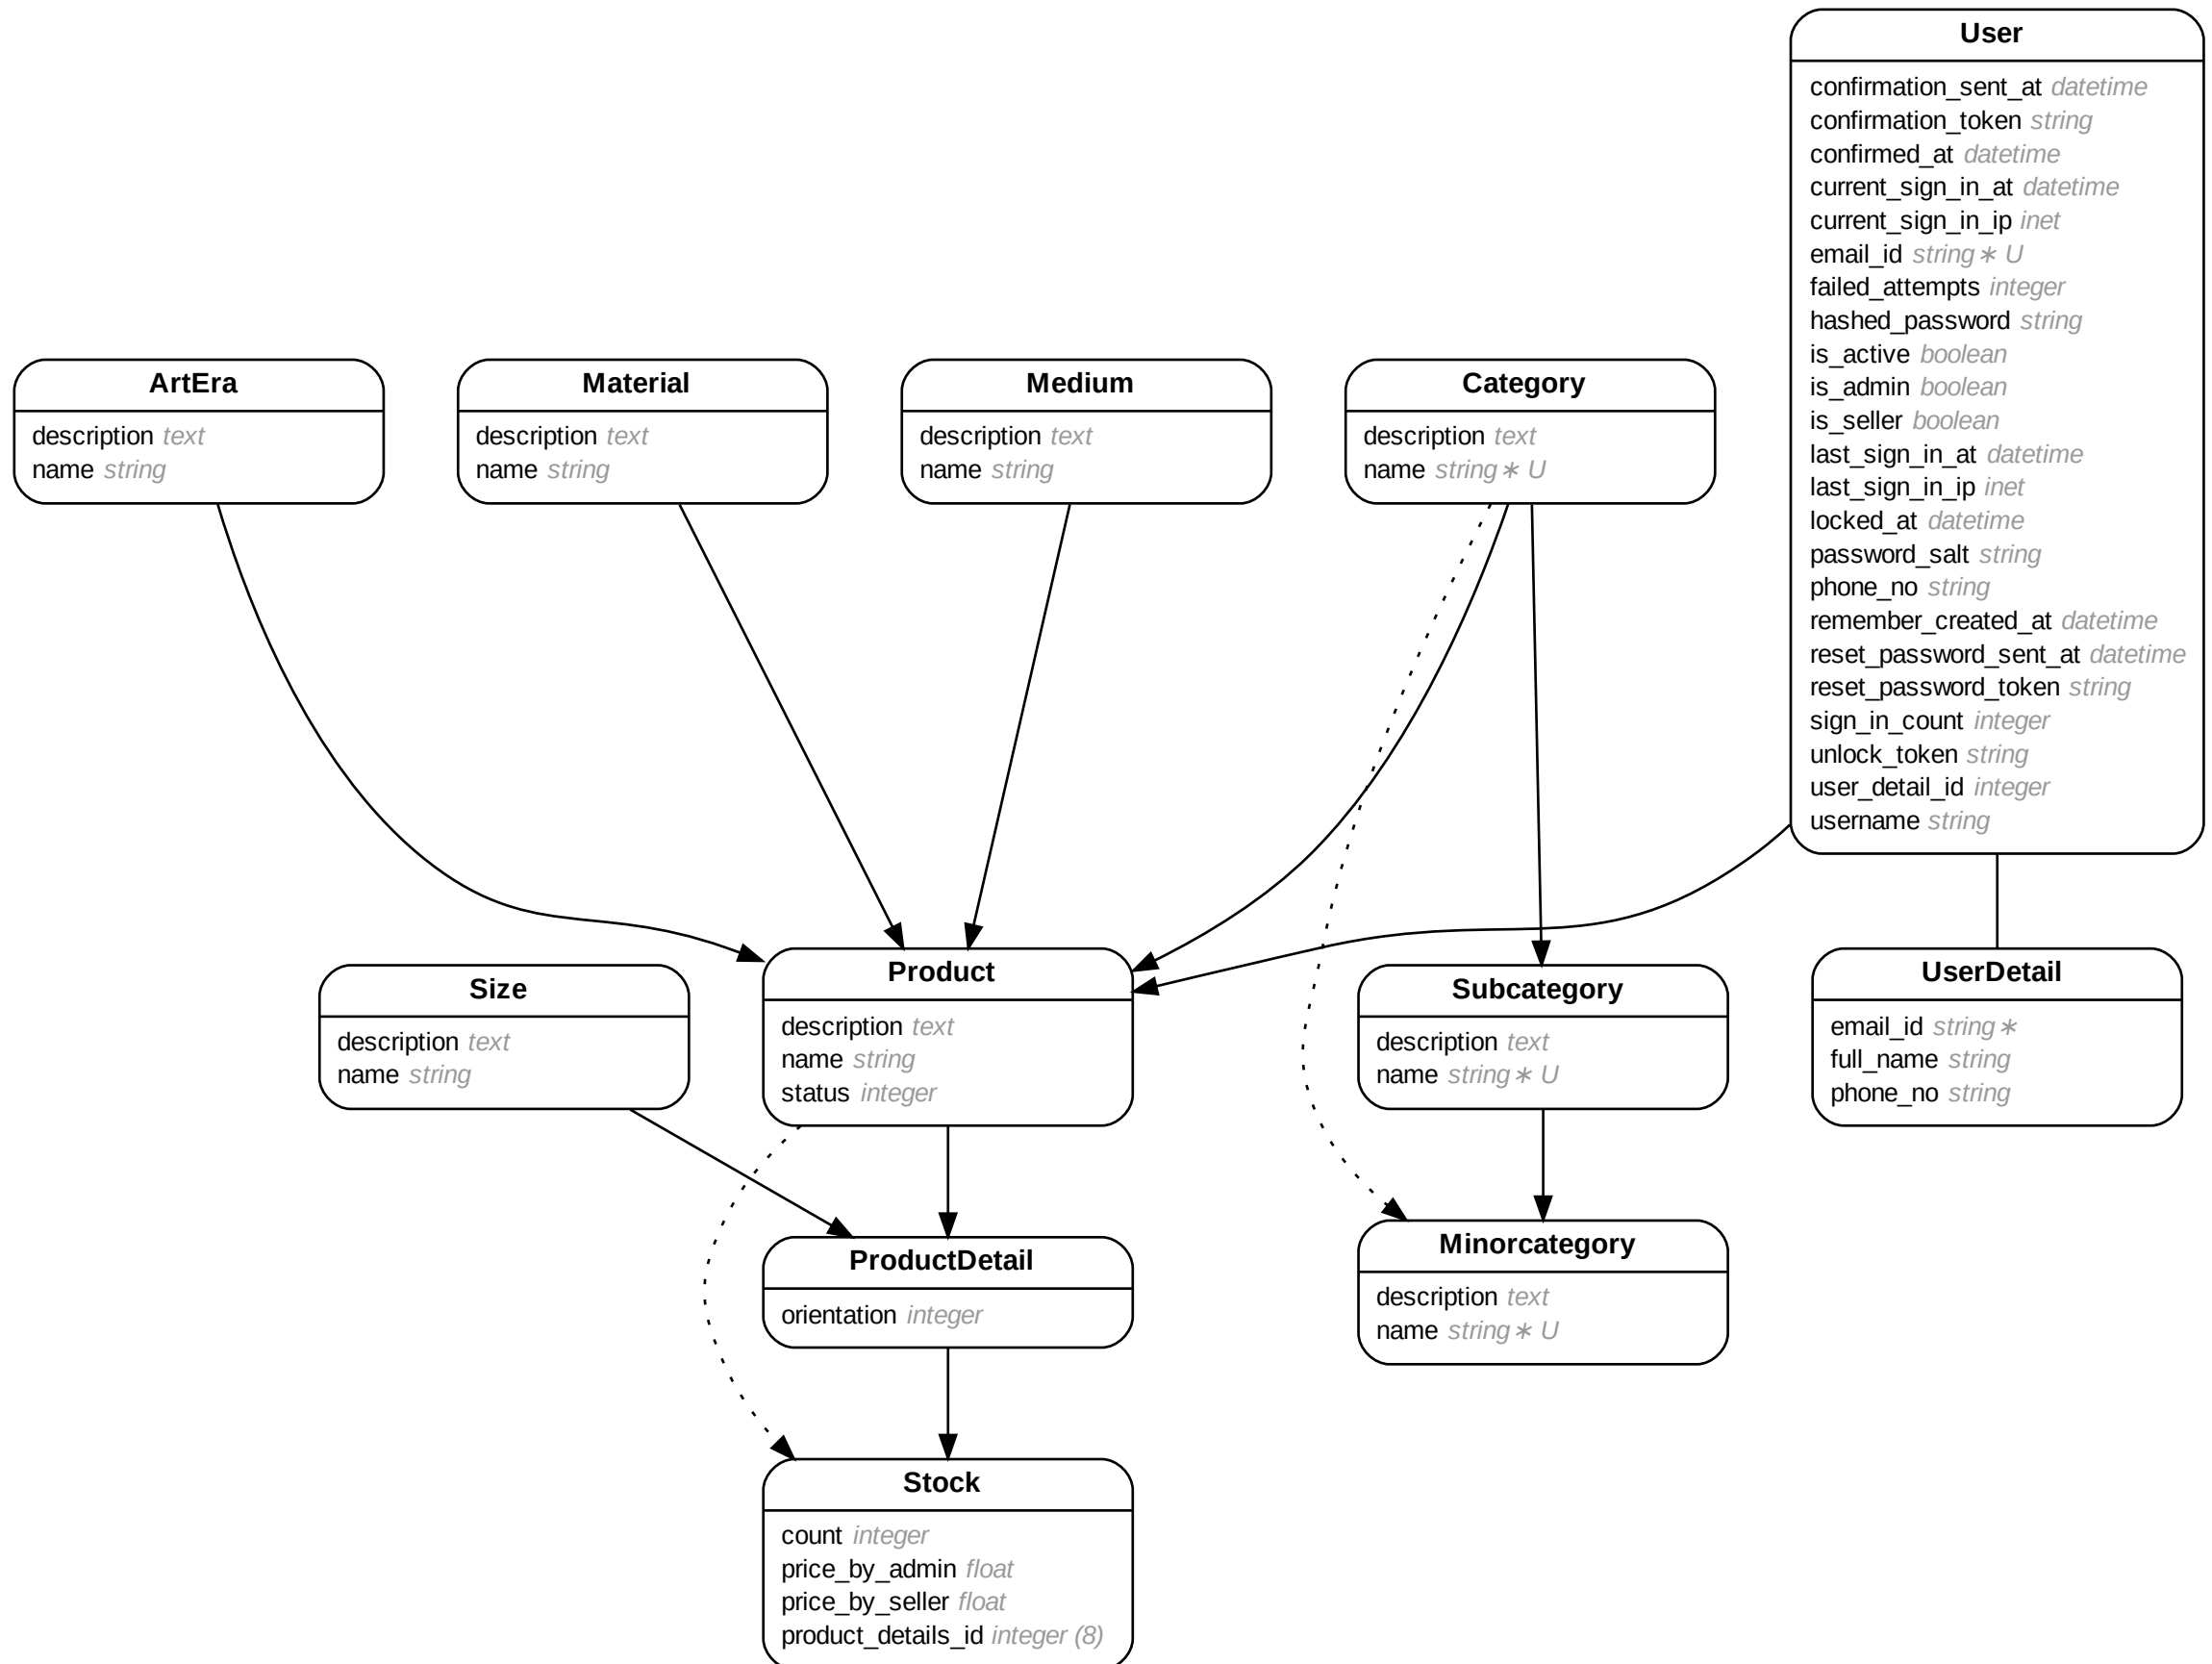 User
confirmation_sent_at datetime
confirmation_token string
confirmed_at datetime
current_sign_in_at datetime
current_sign_in_ip inet
email_id string∗ U
failed_attempts integer
hashed_password string
is_active boolean
is_admin boolean
is_seller boolean
last_sign_in_at datetime
last_sign_in_ip inet
locked_at datetime
password_salt string
phone_no string
remember_created_at datetime
reset_password_sent_at datetime
reset_password_token string
sign_in_count integer
unlock_token string
user_detail_id integer
username string
ArtEra
description text
name string
Material
description text
name string
Medium
description text
name string
Category
description text
name string∗ U
Size
description text
name string
Product
description text
name string
status integer
Subcategory
description text
name string∗ U
UserDetail
email_id string∗
full_name string
phone_no string
ProductDetail
orientation integer
Minorcategory
description text
name string∗ U
Stock
count integer
price_by_admin float
price_by_seller float
product_details_id integer (8)